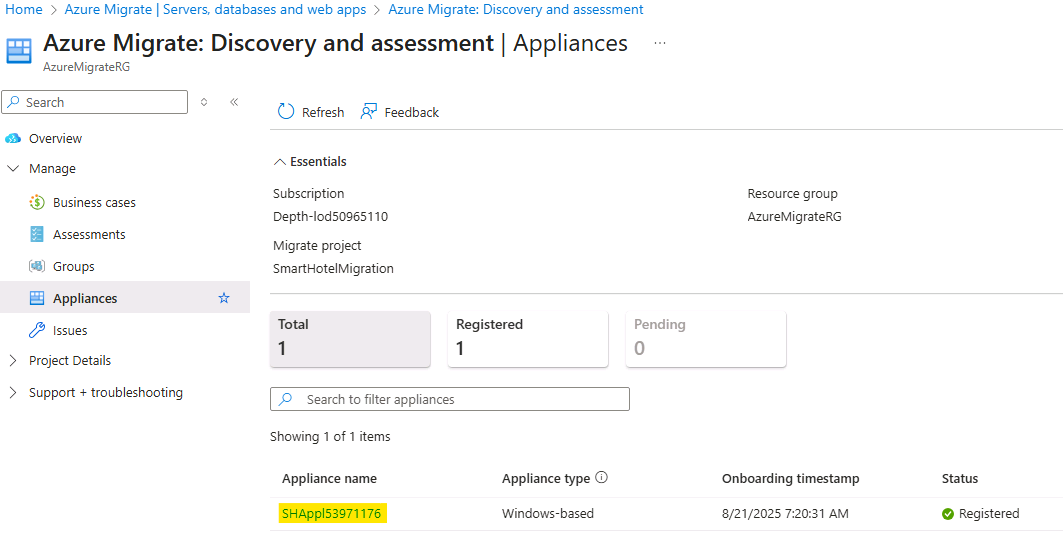 Home > Azure Migrate | Servers, databases and web apps > Azure Migrate: Discovery and assessment
Azure Migrate: Discovery and assessment | Appliances ...
AzureMigrateRG
Search
Overview
Manage
Business cases
Assessments
Groups
Appliances
Issues
Project Details
Support + troubleshooting
Refresh Feedback
Essentials
Subscription Resource group
Depth-lod50965110 AzureMigrateRG
Migrate project
SmartHotelMigration
Total Registered Pending
1 1 0
Search to filter appliances
Showing 1 of 1 items
Appliance name Appliance type Onboarding timestamp Status
SHAppl53971176 Windows-based 8/21/2025 7:20:31 AM Registered